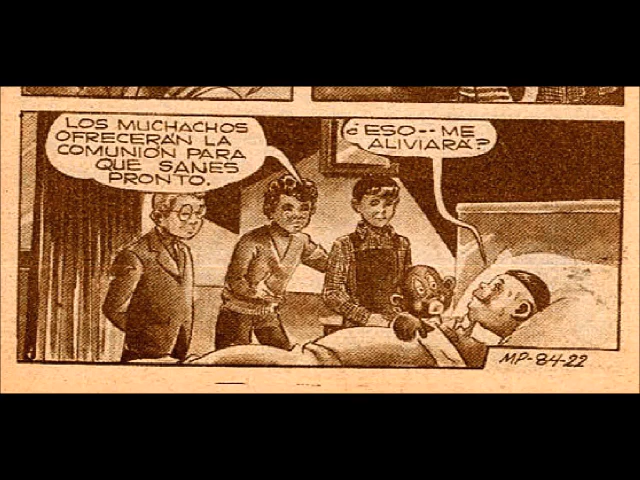 LOS MUCHACHOS
OFRECERÁN LA
COMUNIÓN PARA
QUE SANES
PRONTO.
¿ESO-- ME
ALIVIARÁ?
MP-84-22